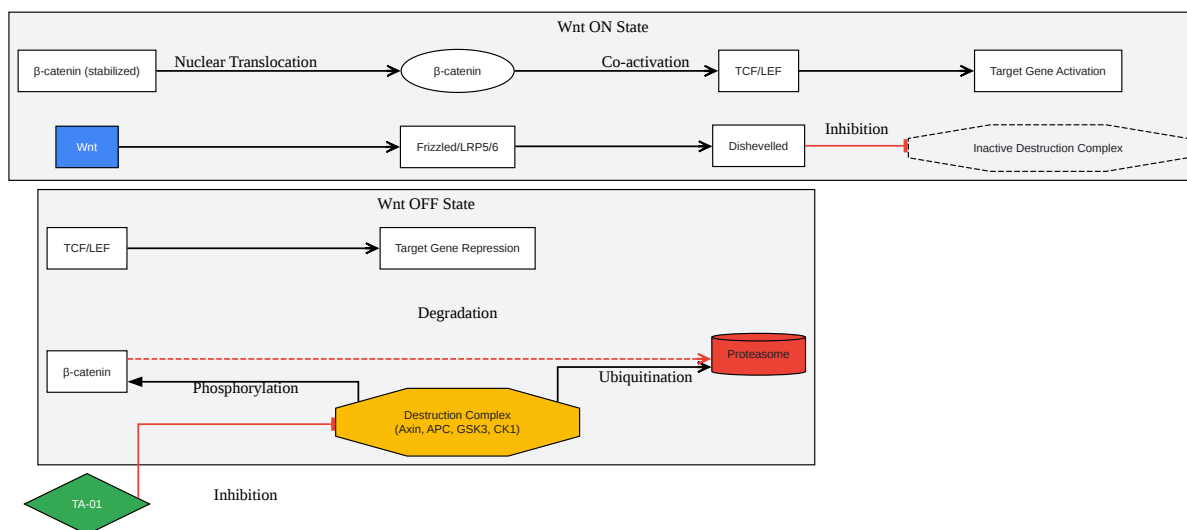 Wnt ON State
β-catenin (stabilized)
Nuclear Translocation
β-catenin
Co-activation
TCF/LEF
Target Gene Activation
Wnt
Frizzled/LRP5/6
Dishevelled
Inhibition
Inactive Destruction Complex
Wnt OFF State
TCF/LEF
Target Gene Repression
Degradation
β-catenin
Proteasome
Phosphorylation
Ubiquitination
Destruction Complex
(Axin, APC, GSK3, CK1)
TA-01
Inhibition